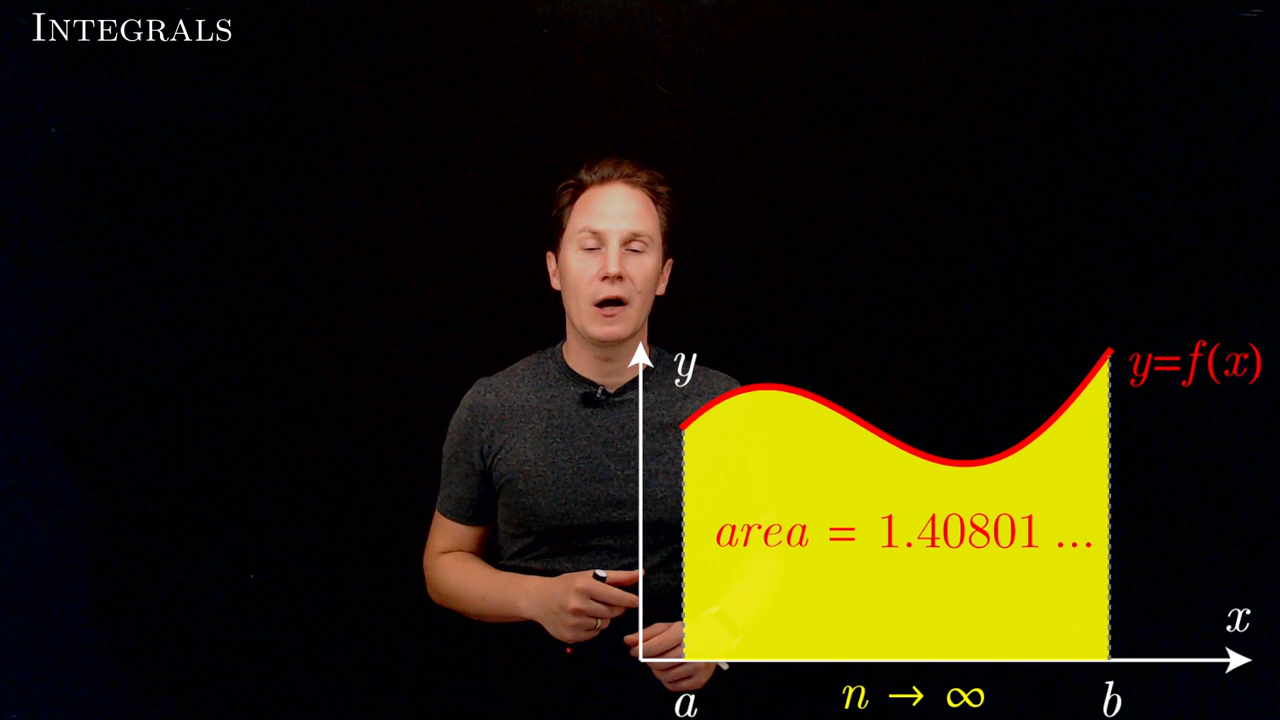 INTEGRALS
y
y=f(x)
area = 1.40801 ...
x
a
n → ∞
b